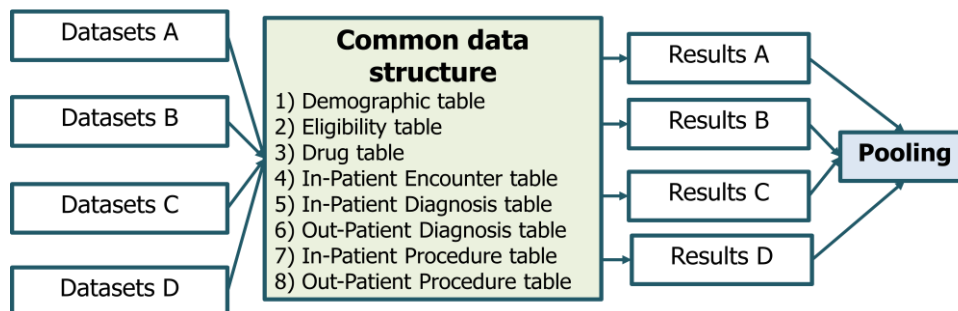 Datasets A
Datasets B
Datasets C
Datasets D
Common data
structure
1) Demographic table
2) Eligibility table
3) Drug table
4) In-Patient Encounter table
5) In-Patient Diagnosis table
6) Out-Patient Diagnosis table
7) In-Patient Procedure table
8) Out-Patient Procedure table
Results A
Results B
Results C
Results D
Pooling